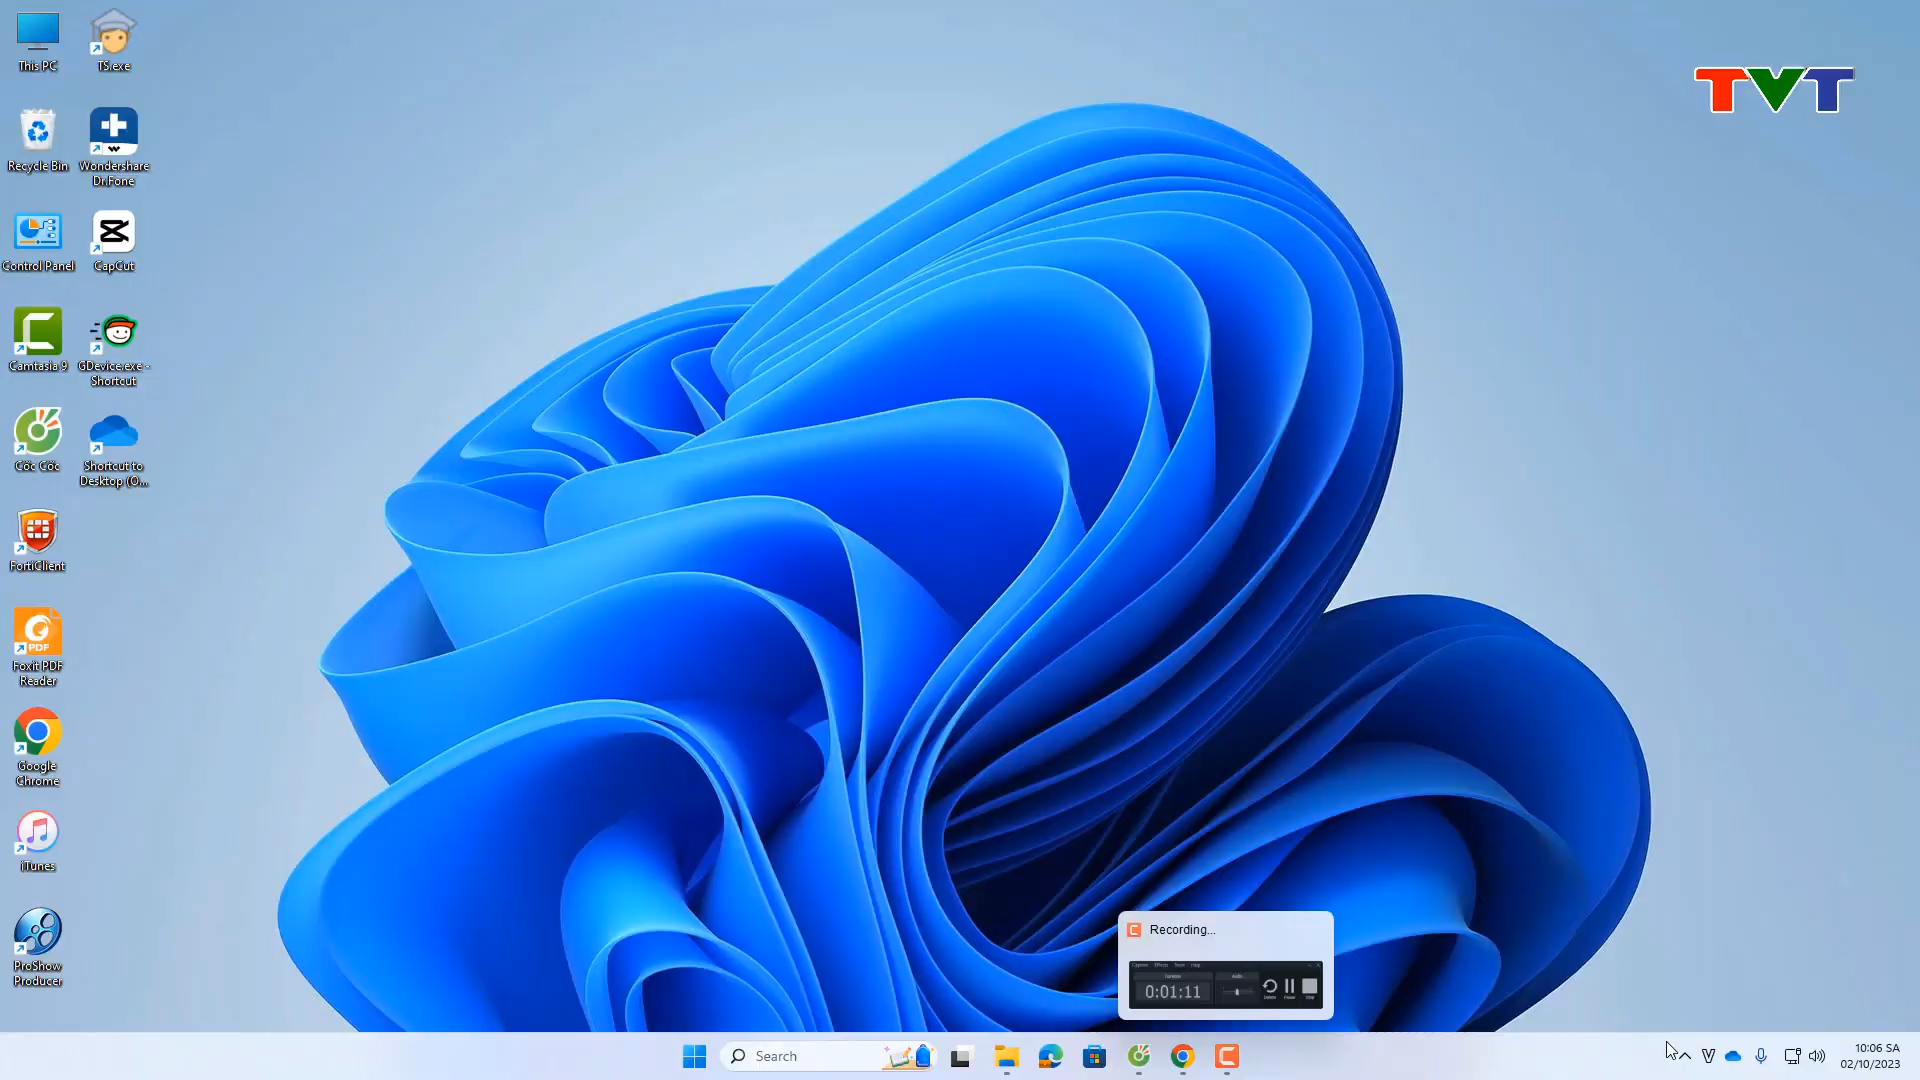 This PC
TS.exe
Recycle Bin
Wondershare
Dr.Fone
Control Panel
CapCut
Camtasia 9
GDevice.exe -
Shortcut
Cốc Cốc
Shortcut to
Desktop (O...
FortiClient
PDF
Foxit PDF
Reader
Google
Chrome
iTunes
ProShow
Producer
TVT
Recording...
0:01:11
Search
V
10:06 SA
02/10/2023